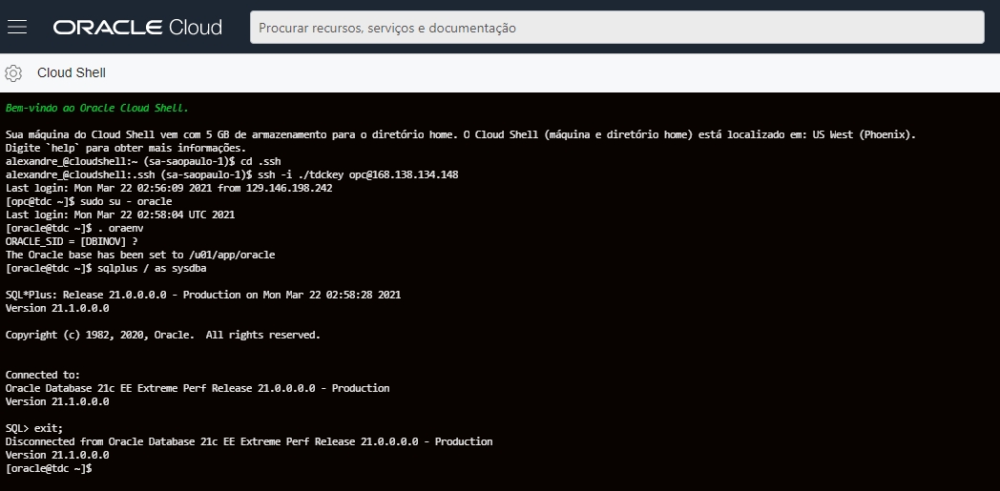 ORACLE Cloud
Procurar recursos, serviços e documentação
Cloud Shell
Bem-vindo ao Oracle Cloud Shell.
Sua máquina do Cloud Shell vem com 5 GB de armazenamento para o diretório home. O Cloud Shell (máquina e diretório home) está localizado em: US West (Phoenix).
Digite `help` para obter mais informações.
alexandre_@cloudshell:~ (sa-saopaulo-1)$ cd .ssh
alexandre_@cloudshell:.ssh (sa-saopaulo-1)$ ssh -i ./tdckey opc@168.138.134.148
Last login: Mon Mar 22 02:56:09 2021 from 129.146.198.242
[opc@tdc ~]$ sudo su - oracle
Last login: Mon Mar 22 02:58:04 UTC 2021
[oracle@tdc ~]$ . oraenv
ORACLE_SID = [DBINOV] ?
The Oracle base has been set to /u01/app/oracle
[oracle@tdc ~]$ sqlplus / as sysdba
SQL*Plus: Release 21.0.0.0.0 - Production on Mon Mar 22 02:58:28 2021
Version 21.1.0.0.0
Copyright (c) 1982, 2020, Oracle.  All rights reserved.
Connected to:
Oracle Database 21c EE Extreme Perf Release 21.0.0.0.0 - Production
Version 21.1.0.0.0
SQL> exit;
Disconnected from Oracle Database 21c EE Extreme Perf Release 21.0.0.0.0 - Production
Version 21.1.0.0.0
[oracle@tdc ~]$